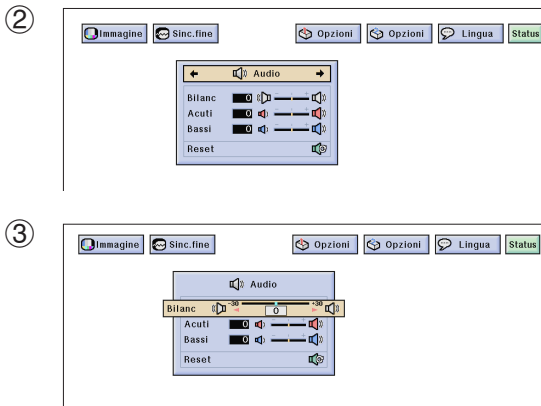 ②
Immagine Sinc.fine Opzioni Opzioni Lingua Status
Audio
Bilanc 0
Acuti 0
Bassi 0
Reset
③
Immagine Sinc.fine Opzioni Opzioni Lingua Status
Audio
Bilanc -30 0 +30
Acuti 0
Bassi 0
Reset